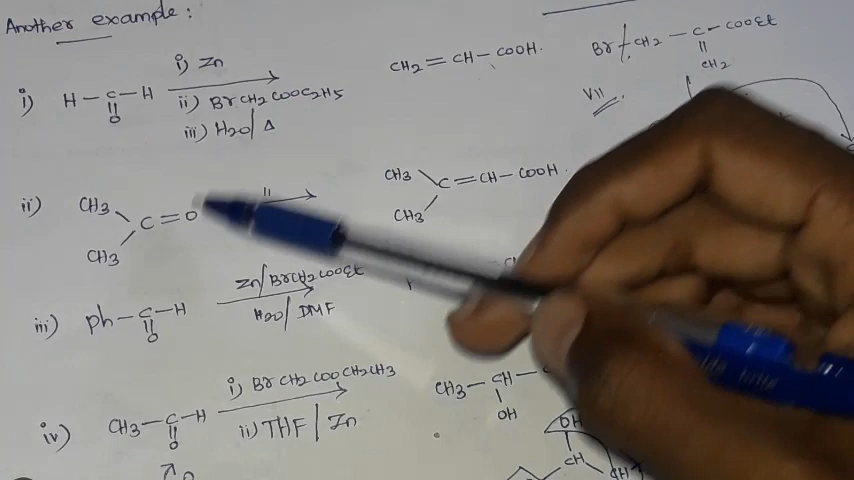 Another example:
i) H-C-H
O
i) Zn
ii) BrCH2COOC2H5
iii) H2O/Δ
CH2=CH-COOH.
Br CH2-C-COOEt
CH2
VII
ii) CH3
CH3
C=O
"
CH3
CH3
C=CH-COOH.
iii) ph-C-H
O
Zn/BrCH2COOEt
H2O/DMF
iv) CH3-C-H
O
i) BrCH2COOCH2CH3
ii) THF/Zn
CH3-CH-
OH
OH
CH
CH